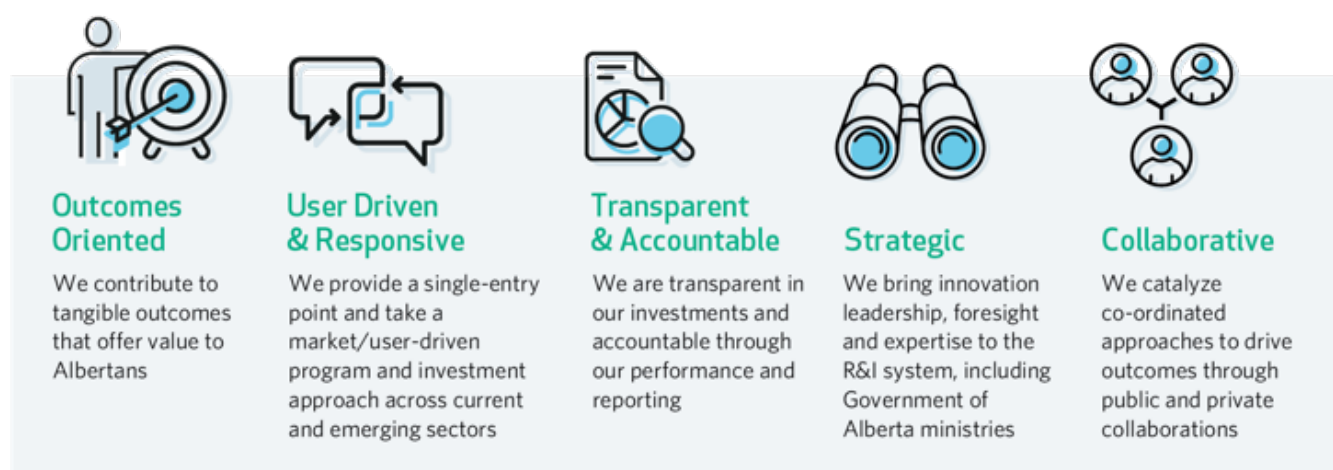 Outcomes
Oriented
We contribute to
tangible outcomes
that offer value to
Albertans
User Driven
& Responsive
We provide a single-entry
point and take a
market/user-driven
program and investment
approach across current
and emerging sectors
Transparent
& Accountable
We are transparent in
our investments and
accountable through
our performance and
reporting
Strategic
We bring innovation
leadership, foresight
and expertise to the
R&I system, including
Government of
Alberta ministries
Collaborative
We catalyze
co-ordinated
approaches to drive
outcomes through
public and private
collaborations